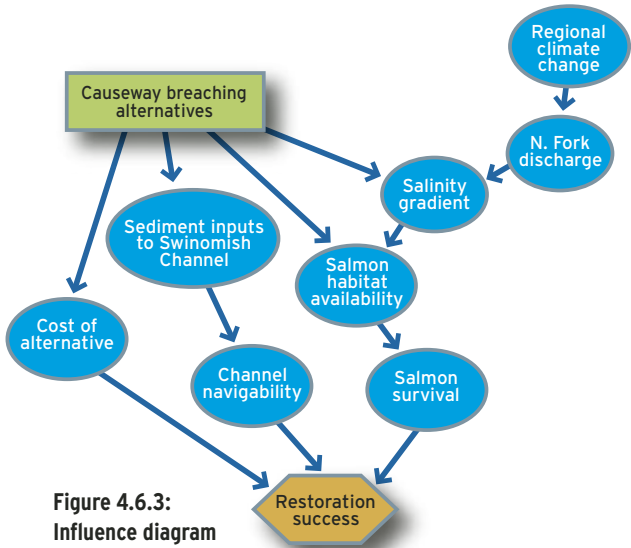 Regional
climate
change
Causeway breaching
alternatives
N. Fork
discharge
Salinity
gradient
Sediment inputs
to Swinomish
Channel
Salmon
habitat
availability
Cost of
alternative
Channel
navigability
Salmon
survival
Restoration
success
Figure 4.6.3:
Influence diagram